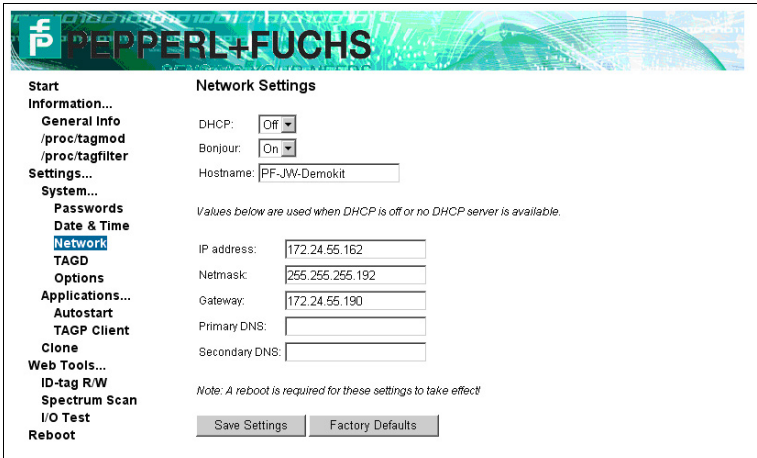 PEPPERL+FUCHS
SENSING YOUR NEEDS
Start
Information...
General Info
/proc/tagmod
/proc/tagfilter
Settings...
System...
Passwords
Date & Time
Network
TAGD
Options
Applications...
Autostart
TAGP Client
Clone
Web Tools...
ID-tag R/W
Spectrum Scan
I/O Test
Reboot
Network Settings
DHCP: Off
Bonjour: On
Hostname: PF-JW-Demokit
Values below are used when DHCP is off or no DHCP server is available.
IP address: 172.24.55.162
Netmask: 255.255.255.192
Gateway: 172.24.55.190
Primary DNS:
Secondary DNS:
Note: A reboot is required for these settings to take effect!
Save Settings Factory Defaults